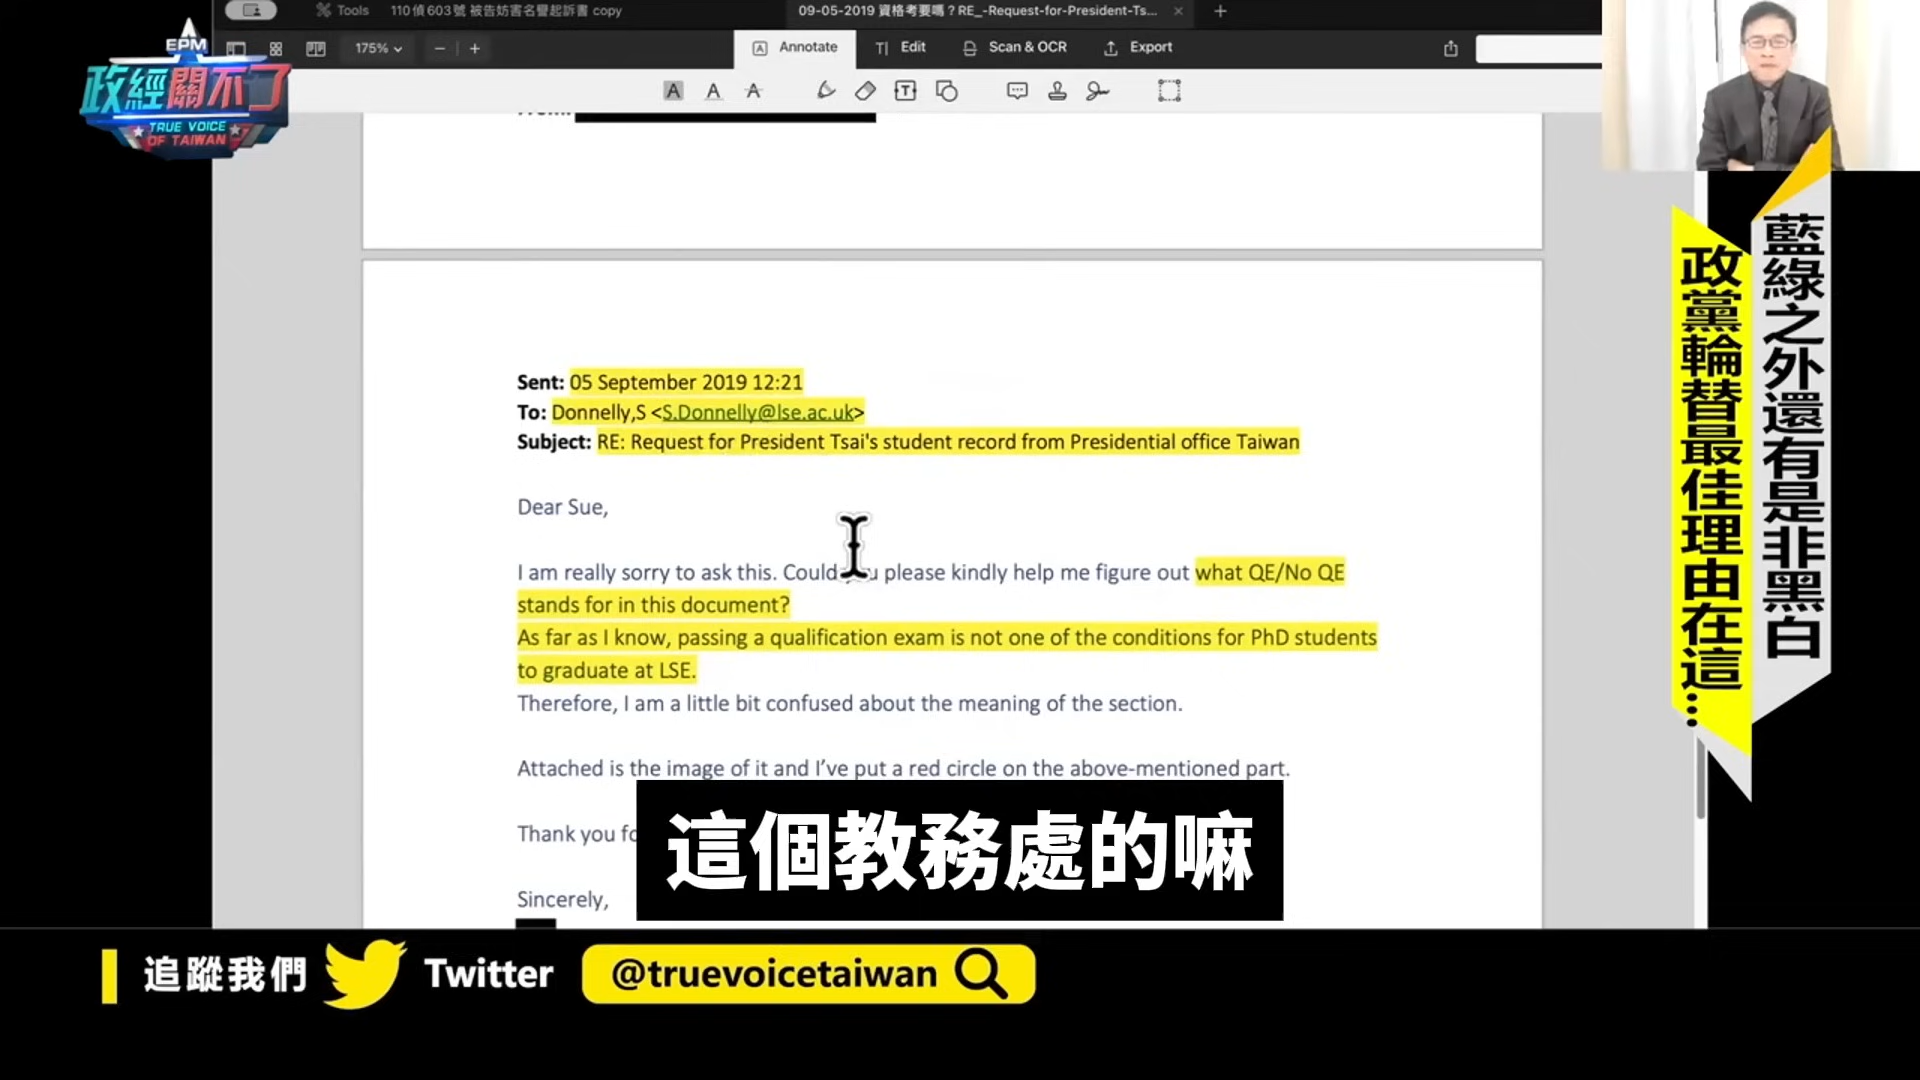 Tools
110偵603號 被告妨害名譽起訴書 copy
09-05-2019 資格考要嗎？RE_-Request-for-President-Ts...
175%
Annotate
Edit
Scan & OCR
Export
EPM
政經關不了
TRUE VOICE
OF TAIWAN
Sent: 05 September 2019 12:21
To: Donnelly,S <S.Donnelly@lse.ac.uk>
Subject: RE: Request for President Tsai's student record from Presidential office Taiwan
Dear Sue,
I am really sorry to ask this. Could you please kindly help me figure out what QE/No QE
stands for in this document?
As far as I know, passing a qualification exam is not one of the conditions for PhD students
to graduate at LSE.
Therefore, I am a little bit confused about the meaning of the section.
Attached is the image of it and I've put a red circle on the above-mentioned part.
Thank you fo
Sincerely,
這個教務處的嘛
藍綠之外還有是非黑白
政黨輪替最佳理由在這...
追蹤我們 Twitter @truevoicetaiwan